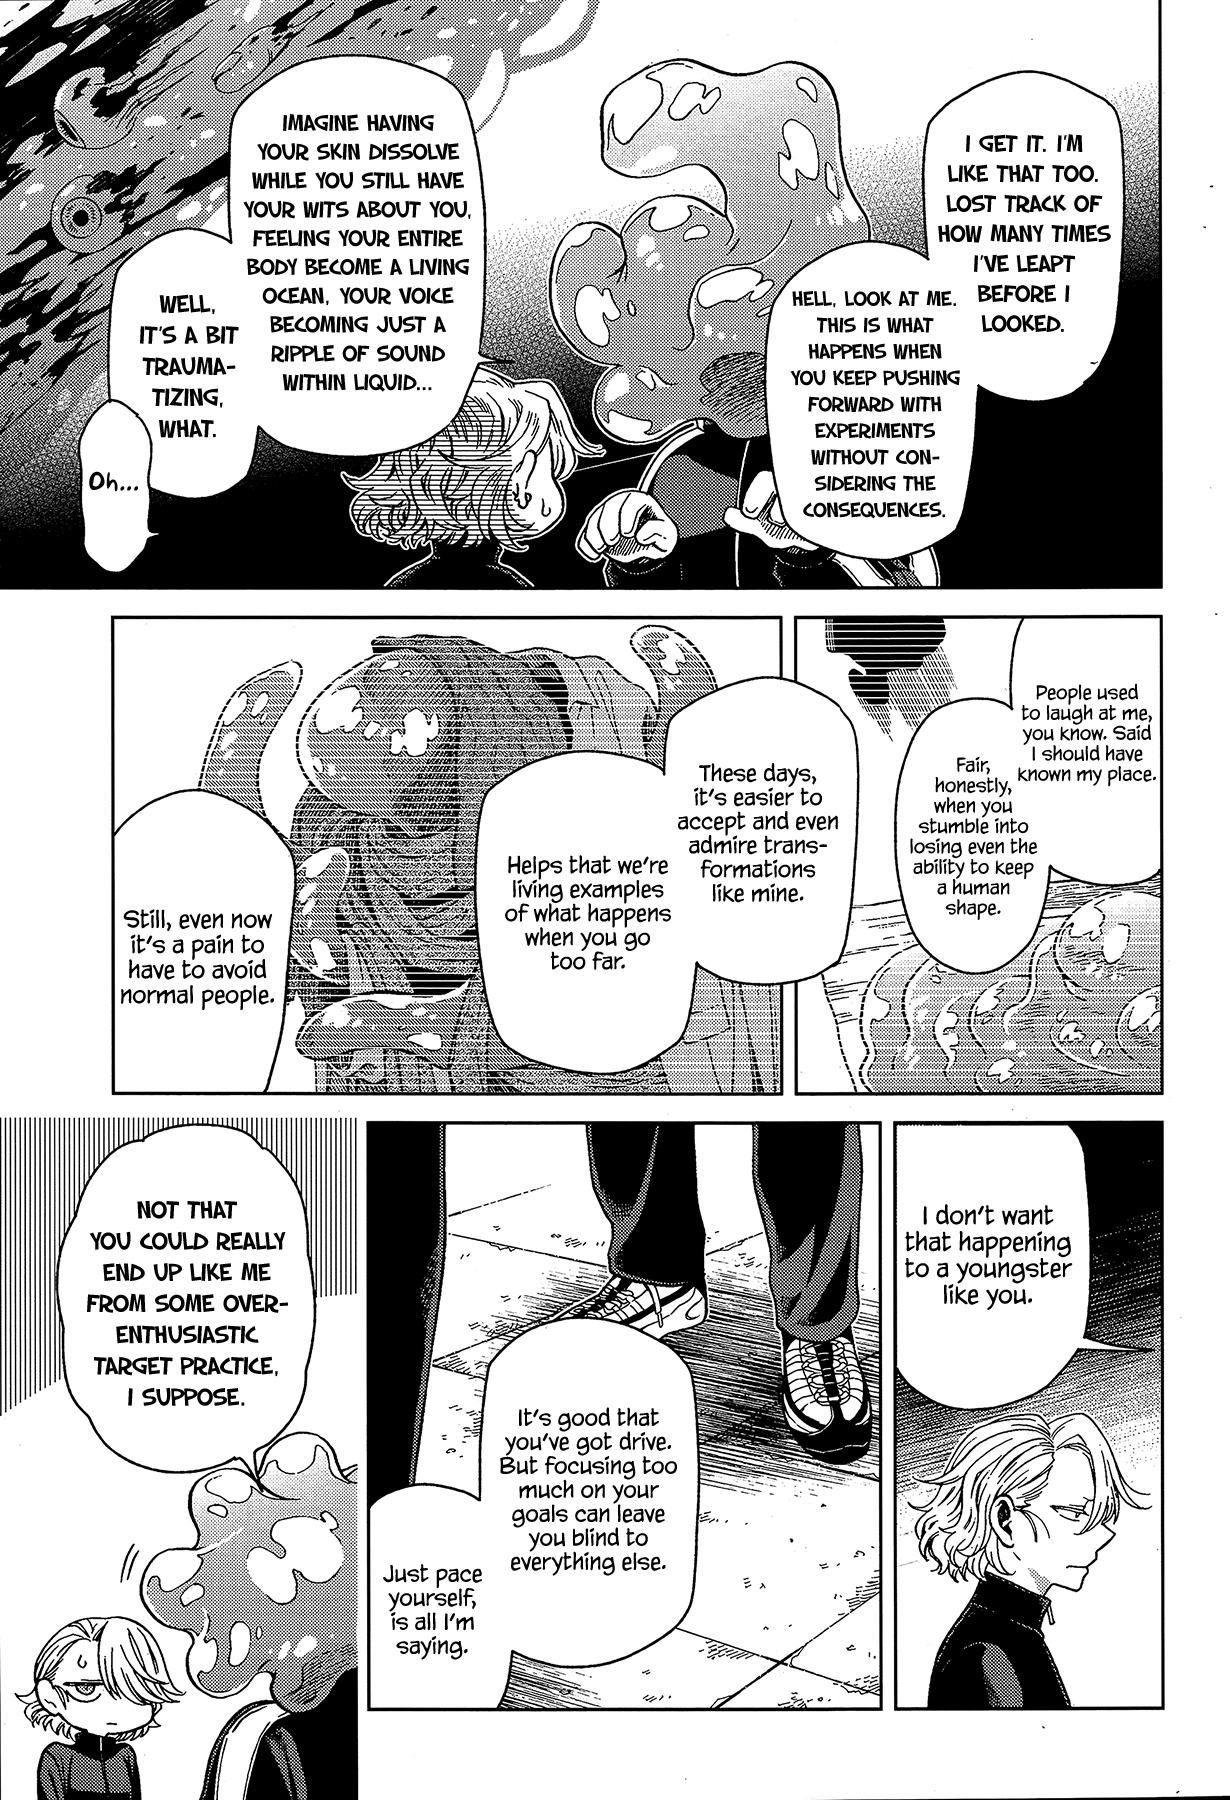 I GET IT. I'M
LIKE THAT TOO.
LOST TRACK OF
HOW MANY TIMES
I'VE LEAPT
BEFORE I
LOOKED.
HELL, LOOK AT ME.
THIS IS WHAT
HAPPENS WHEN
YOU KEEP PUSHING
FORWARD WITH
EXPERIMENTS
WITHOUT CON-
SIDERING THE
CONSEQUENCES.
IMAGINE HAVING
YOUR SKIN DISSOLVE
WHILE YOU STILL HAVE
YOUR WITS ABOUT YOU,
FEELING YOUR ENTIRE
BODY BECOME A LIVING
OCEAN, YOUR VOICE
BECOMING JUST A
RIPPLE OF SOUND
WITHIN LIQUID...
WELL,
IT'S A BIT
TRAUMA-
TIZING,
WHAT.
Oh...
People used
to laugh at me,
you know. Said
I should have
known my place.
Fair,
honestly,
when you
stumble into
losing even the
ability to keep
a human
shape.
These days,
it's easier to
accept and even
admire trans-
formations
like mine.
Helps that we're
living examples
of what happens
when you go
too far.
Still, even now
it's a pain to
have to avoid
normal people.
I don't want
that happening
to a youngster
like you.
It's good that
you've got drive.
But focusing too
much on your
goals can leave
you blind to
everything else.
Just pace
yourself,
is all I'm
saying.
NOT THAT
YOU COULD REALLY
END UP LIKE ME
FROM SOME OVER-
ENTHUSIASTIC
TARGET PRACTICE,
I SUPPOSE.